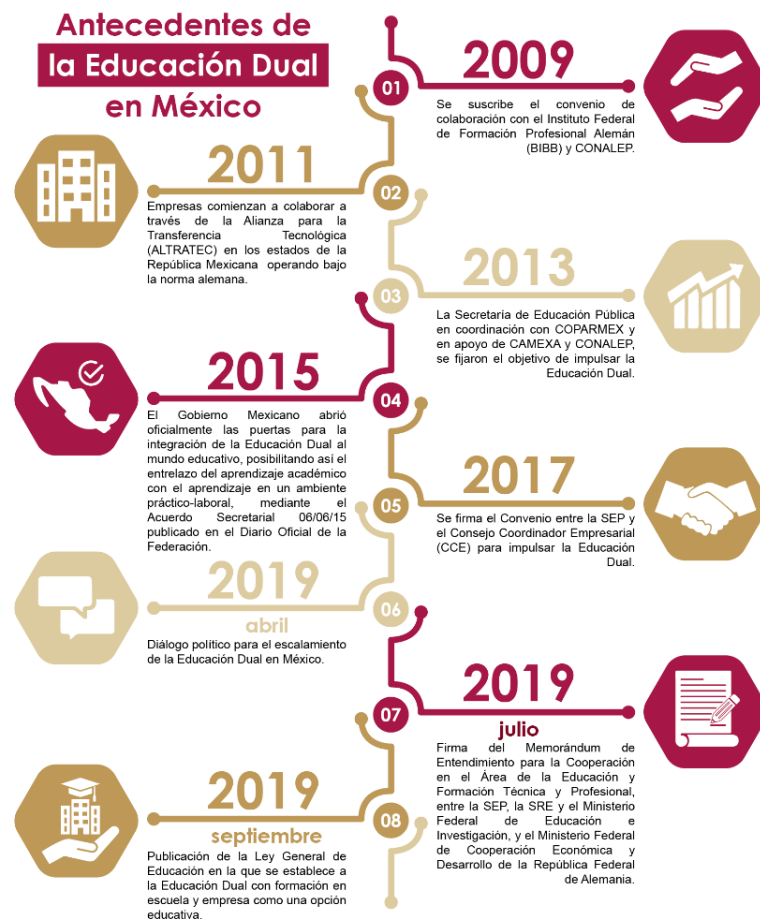 Antecedentes de
la Educación Dual
en México
01
2009
Se suscribe el convenio de
colaboración con el Instituto Federal
de Formación Profesional Alemán
(BIBB) y CONALEP.
02
2011
Empresas comienzan a colaborar a
través de la Alianza para la
Transferencia Tecnológica
(ALTRATEC) en los estados de la
República Mexicana operando bajo
la norma alemana.
03
2013
La Secretaría de Educación Pública
en coordinación con COPARMEX y
en apoyo de CAMEXA y CONALEP,
se fijaron el objetivo de impulsar la
Educación Dual.
04
2015
El Gobierno Mexicano abrió
oficialmente las puertas para la
integración de la Educación Dual al
mundo educativo, posibilitando así el
entrelazo del aprendizaje académico
con el aprendizaje en un ambiente
práctico-laboral, mediante el
Acuerdo Secretarial 06/06/15
publicado en el Diario Oficial de la
Federación.
05
2017
Se firma el Convenio entre la SEP y
el Consejo Coordinador Empresarial
(CCE) para impulsar la Educación
Dual.
06
2019
abril
Diálogo político para el escalamiento
de la Educación Dual en México.
07
2019
julio
Firma del Memorándum de
Entendimiento para la Cooperación
en el Área de la Educación y
Formación Técnica y Profesional,
entre la SEP, la SRE y el Ministerio
Federal de Educación e
Investigación, y el Ministerio Federal
de Cooperación Económica y
Desarrollo de la República Federal
de Alemania.
08
2019
septiembre
Publicación de la Ley General de
Educación en la que se establece a
la Educación Dual con formación en
escuela y empresa como una opción
educativa.